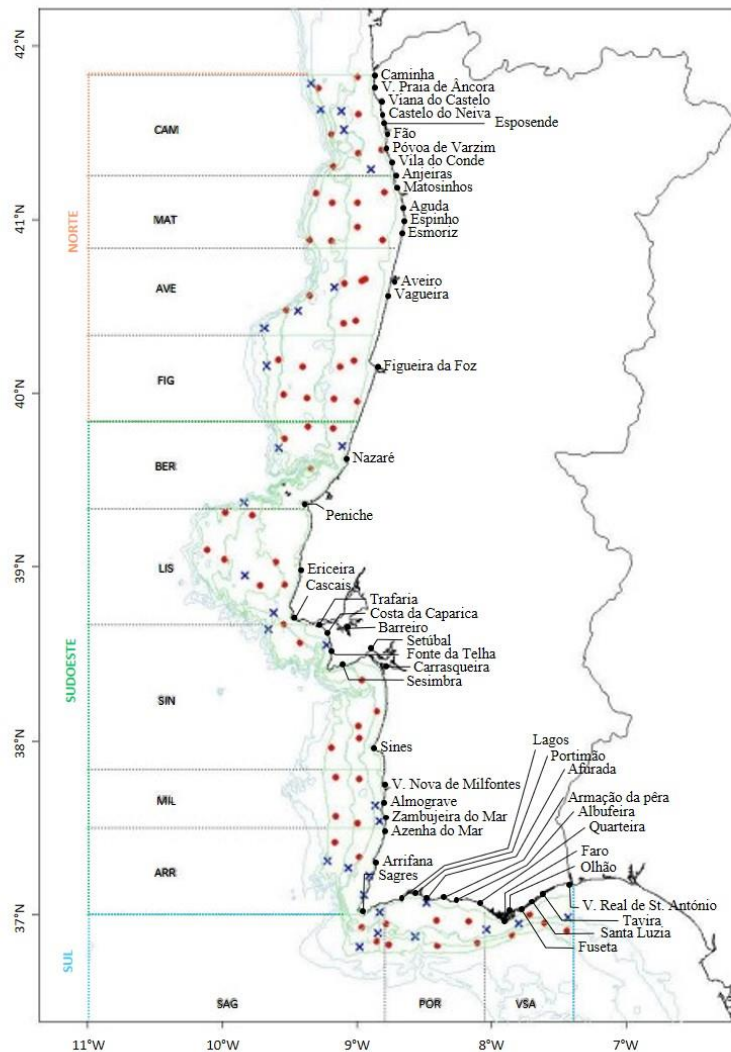 42°N
41°N
40°N
39°N
38°N
37°N
NORTE
SUDOESTE
SUL
CAM
MAT
AVE
FIG
BER
LIS
SIN
MIL
ARR
SAG
POR
VSA
Caminha
V. Praia de Âncora
Viana do Castelo
Castelo do Neiva
Esposende
Fão
Póvoa de Varzim
Vila do Conde
Anjeiras
Matosinhos
Aguda
Espinho
Esmoriz
Aveiro
Vagueira
Figueira da Foz
Nazaré
Peniche
Ericeira
Cascais
Trafaria
Costa da Caparica
Barreiro
Setúbal
Fonte da Telha
Carrasqueira
Sesimbra
Sines
Lagos
Portimão
Afurada
V. Nova de Milfontes
Almograve
Zambujeira do Mar
Azenha do Mar
Armação da pêra
Albufeira
Quarteira
Faro
Olhão
Arrifana
Sagres
V. Real de St. António
Tavira
Santa Luzia
Fuseta
11°W
10°W
9°W
8°W
7°W